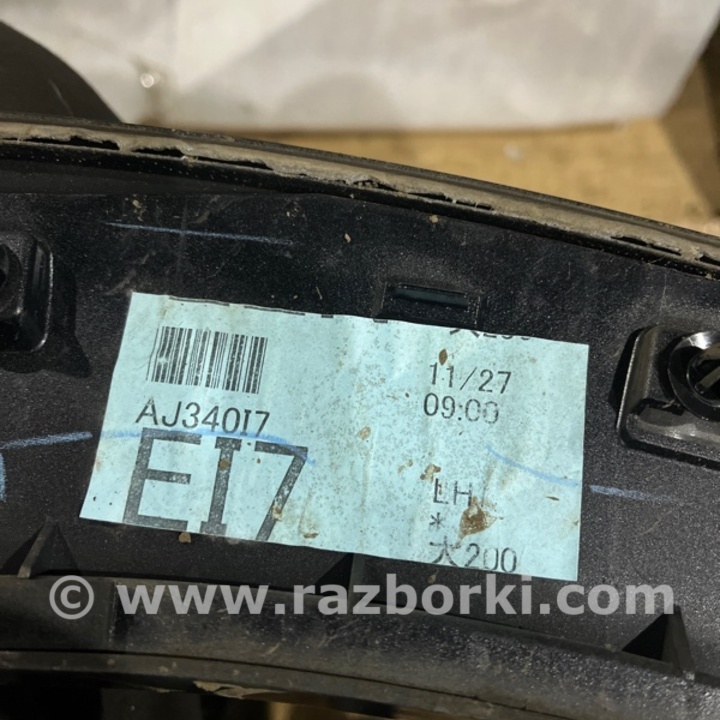 11/27
AJ340I7
09:00
EI7
LH
*
大200
© www.razborki.com